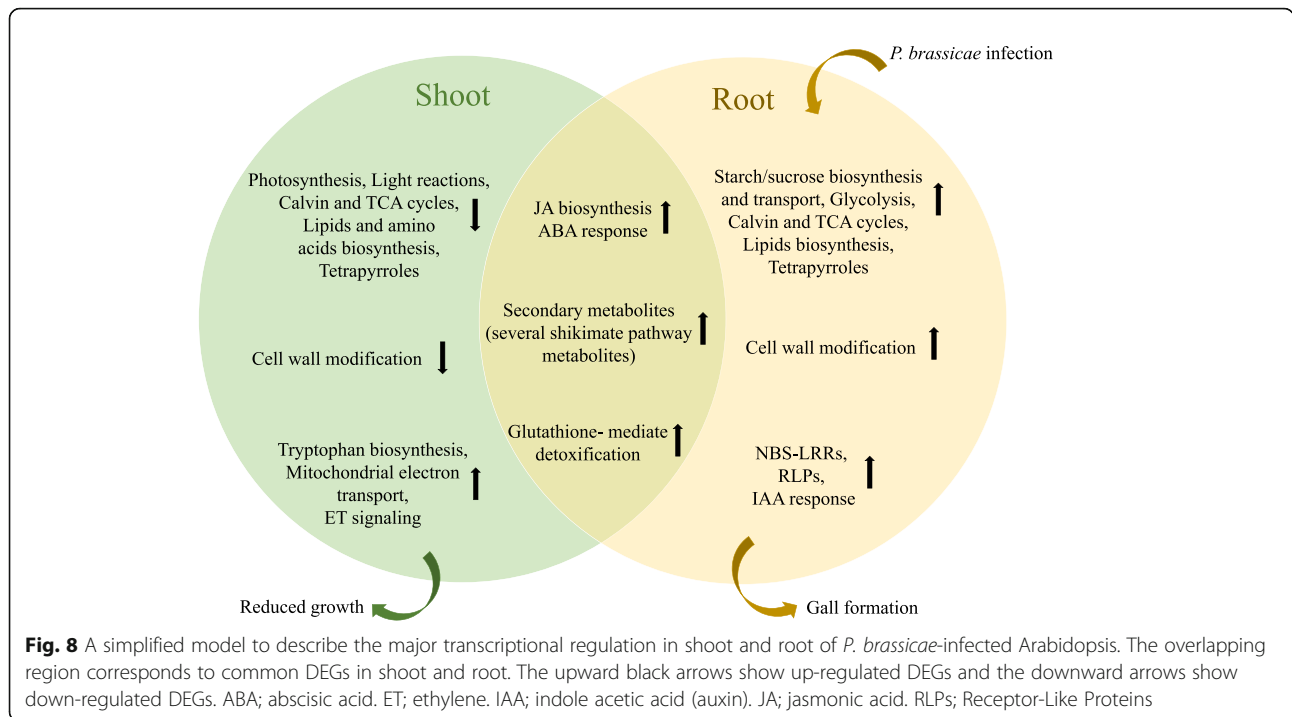 P. brassicae infection
Shoot
Root
Photosynthesis, Light reactions,
Calvin and TCA cycles,
Lipids and amino
acids biosynthesis,
Tetrapyrroles
Cell wall modification
Tryptophan biosynthesis,
Mitochondrial electron
transport,
ET signaling
JA biosynthesis
ABA response
Secondary metabolites
(several shikimate pathway
metabolites)
Glutathione- mediate
detoxification
Starch/sucrose biosynthesis
and transport, Glycolysis,
Calvin and TCA cycles,
Lipids biosynthesis,
Tetrapyrroles
Cell wall modification
NBS-LRRs,
RLPs,
IAA response
Reduced growth
Gall formation
Fig. 8 A simplified model to describe the major transcriptional regulation in shoot and root of P. brassicae-infected Arabidopsis. The overlapping
region corresponds to common DEGs in shoot and root. The upward black arrows show up-regulated DEGs and the downward arrows show
down-regulated DEGs. ABA; abscisic acid. ET; ethylene. IAA; indole acetic acid (auxin). JA; jasmonic acid. RLPs; Receptor-Like Proteins